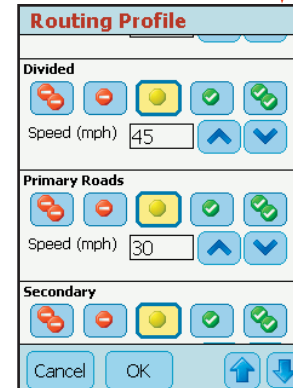 Routing Profile
Divided
Speed (mph) 45
Primary Roads
Speed (mph) 30
Secondary
Cancel OK